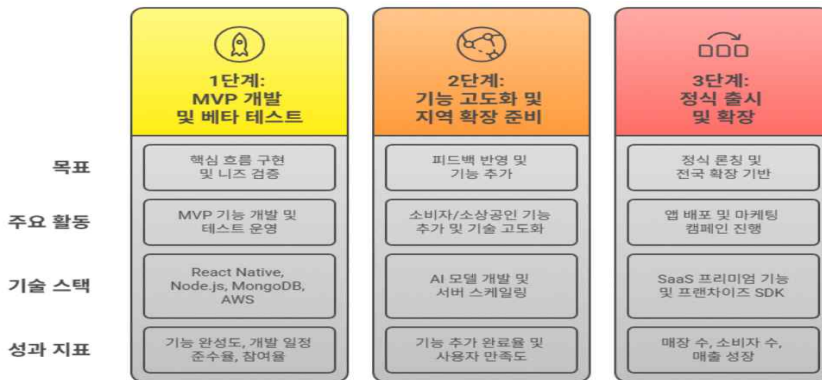 1단계:
MVP 개발
및 베타 테스트
2단계:
기능 고도화 및
지역 확장 준비
3단계:
정식 출시
및 확장
목표
핵심 흐름 구현
및 니즈 검증
피드백 반영 및
기능 추가
정식 론칭 및
전국 확장 기반
주요 활동
MVP 기능 개발 및
테스트 운영
소비자/소상공인 기능
추가 및 기술 고도화
앱 배포 및 마케팅
캠페인 진행
기술 스택
React Native,
Node.js, MongoDB,
AWS
AI 모델 개발 및
서버 스케일링
SaaS 프리미엄 기능
및 프랜차이즈 SDK
성과 지표
기능 완성도, 개발 일정
준수율, 참여율
기능 추가 완료율 및
사용자 만족도
매장 수, 소비자 수,
매출 성장